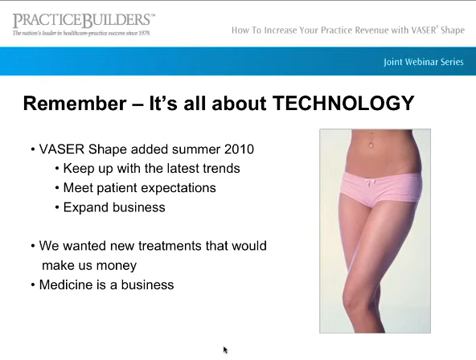 PRACTICEBUILDERS™
The nation's leader in healthcare-practice success since 1979
How To Increase Your Practice Revenue with VASER® Shape
Joint Webinar Series
Remember – It's all about TECHNOLOGY
• VASER Shape added summer 2010
• Keep up with the latest trends
• Meet patient expectations
• Expand business
• We wanted new treatments that would
make us money
• Medicine is a business